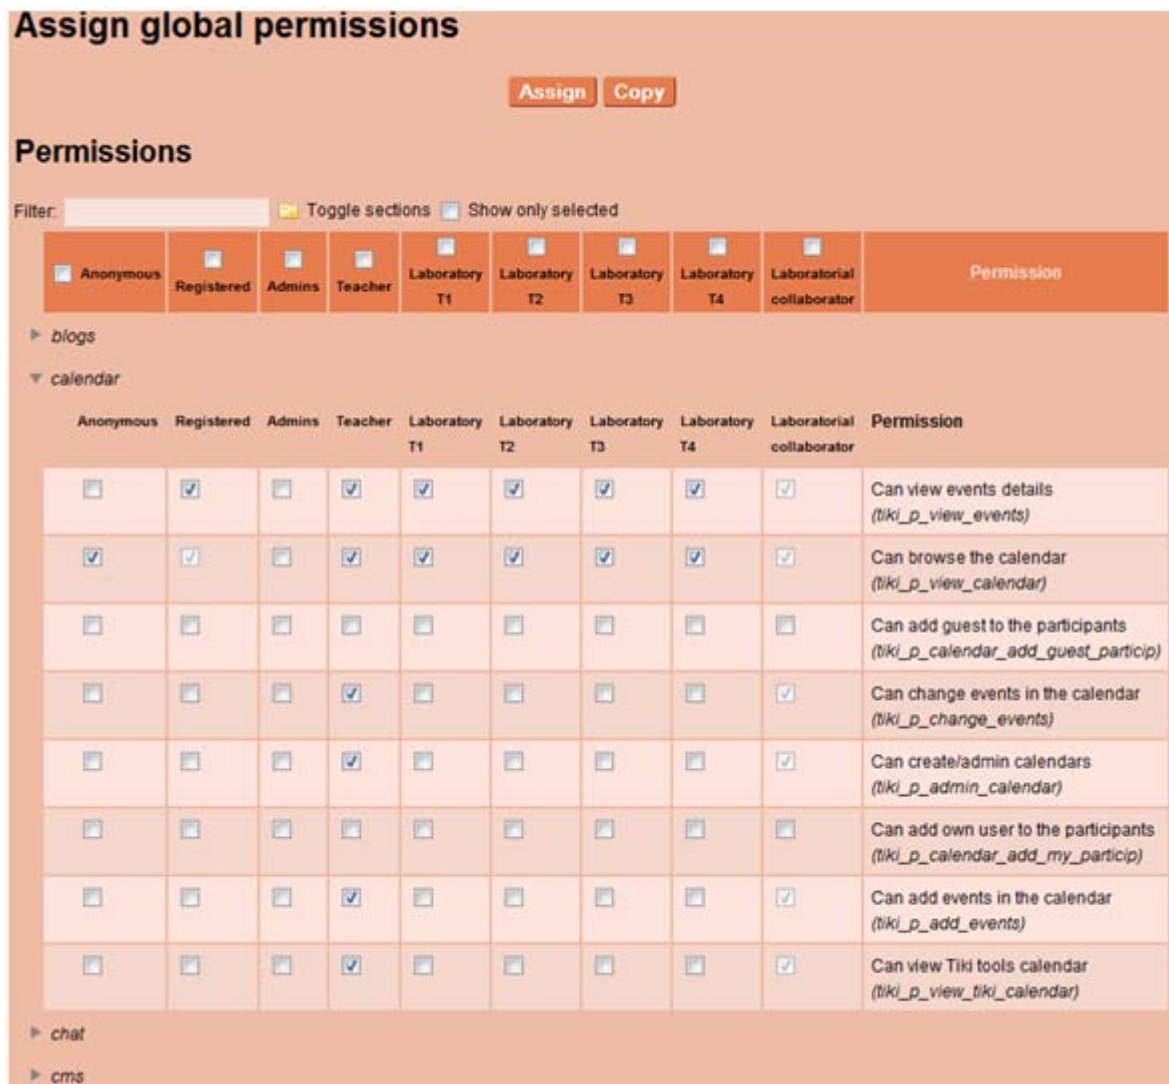 Assign global permissions
Assign Copy
Permissions
Filter: Toggle sections Show only selected
Anonymous Registered Admins Teacher Laboratory T1 Laboratory T2 Laboratory T3 Laboratory T4 Laboratorial collaborator Permission
blogs
calendar
Anonymous Registered Admins Teacher Laboratory T1 Laboratory T2 Laboratory T3 Laboratory T4 Laboratorial collaborator Permission
Can view events details
(tiki_p_view_events)
Can browse the calendar
(tiki_p_view_calendar)
Can add guest to the participants
(tiki_p_calendar_add_guest_particip)
Can change events in the calendar
(tiki_p_change_events)
Can create/admin calendars
(tiki_p_admin_calendar)
Can add own user to the participants
(tiki_p_calendar_add_my_particip)
Can add events in the calendar
(tiki_p_add_events)
Can view Tiki tools calendar
(tiki_p_view_tiki_calendar)
chat
cms